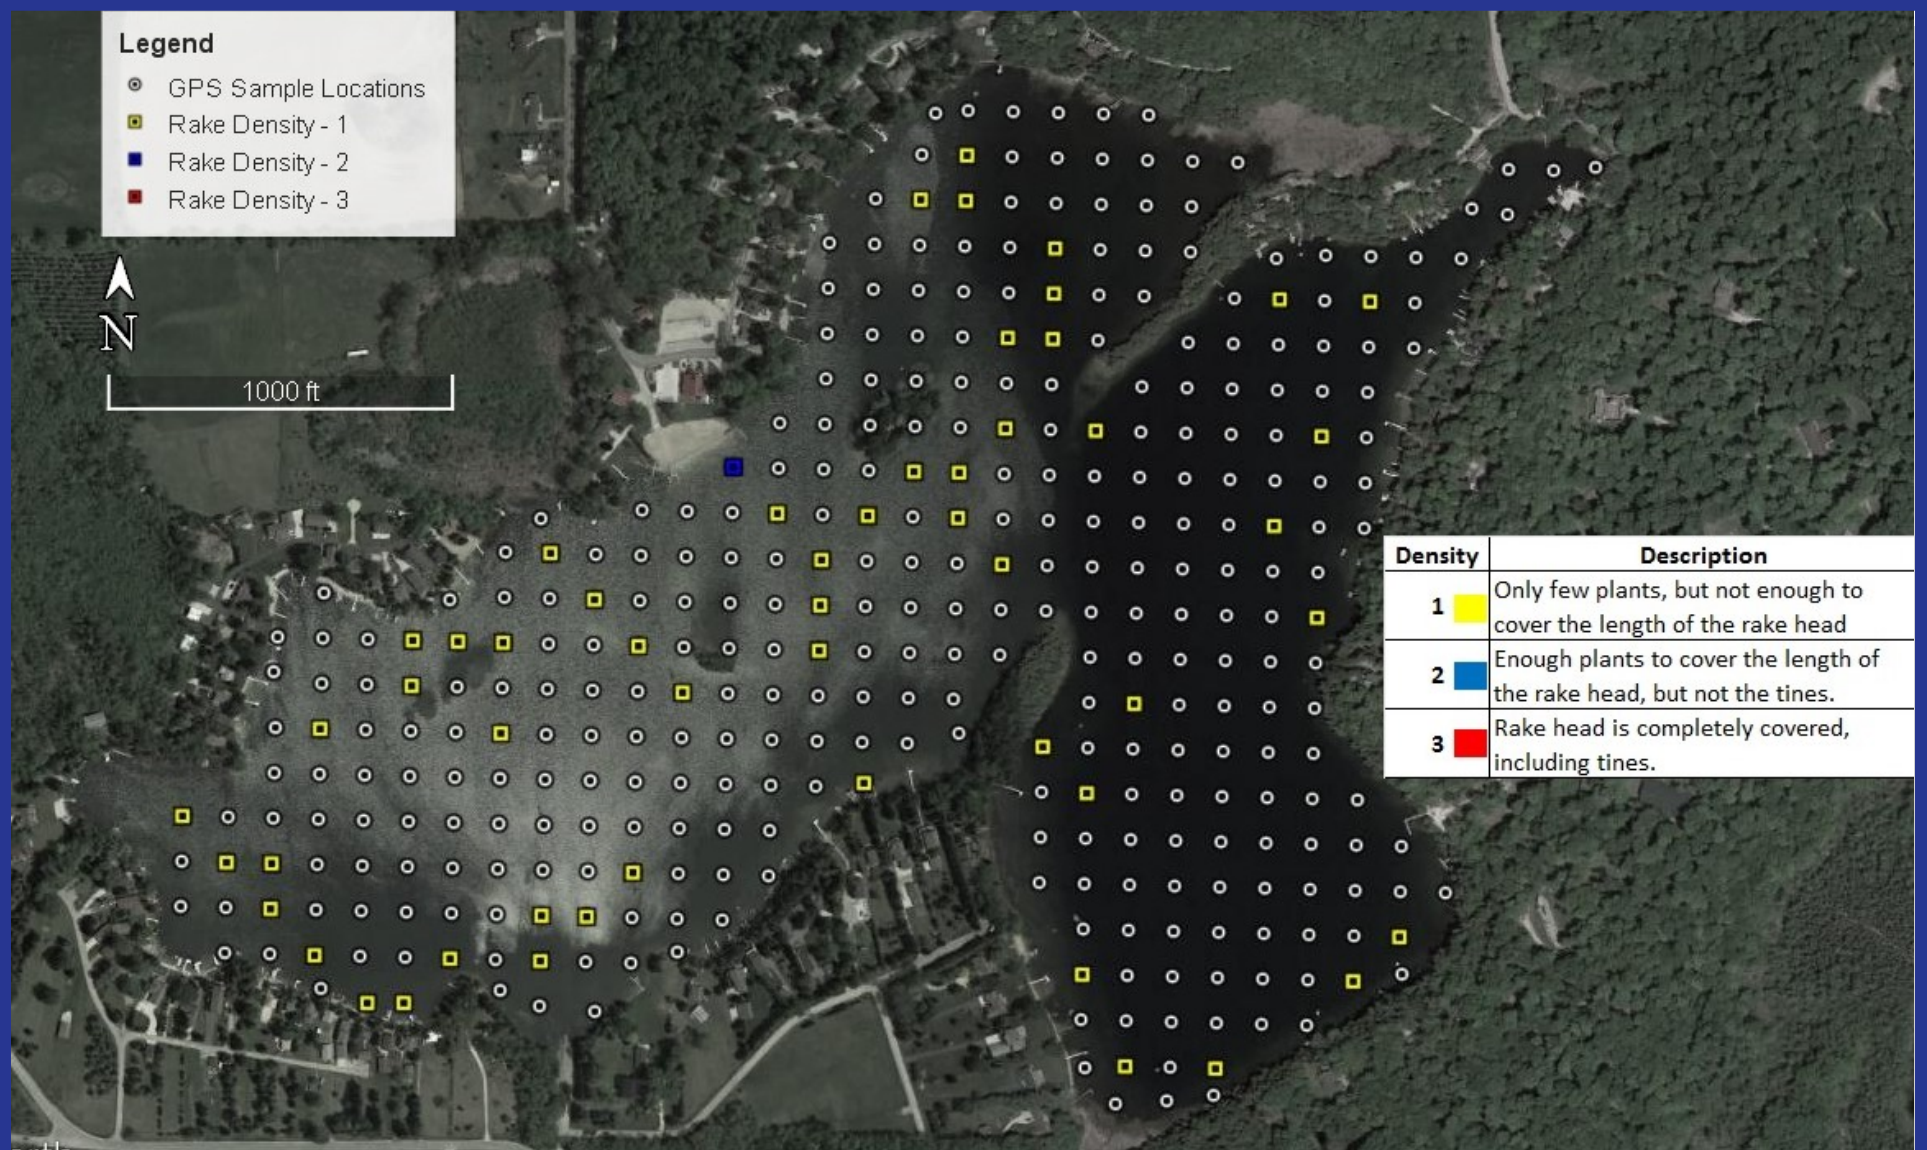 Legend
GPS Sample Locations
Rake Density - 1
Rake Density - 2
Rake Density - 3
N
1000 ft
Density Description
1 Only few plants, but not enough to
cover the length of the rake head
2 Enough plants to cover the length of
the rake head, but not the tines.
3 Rake head is completely covered,
including tines.